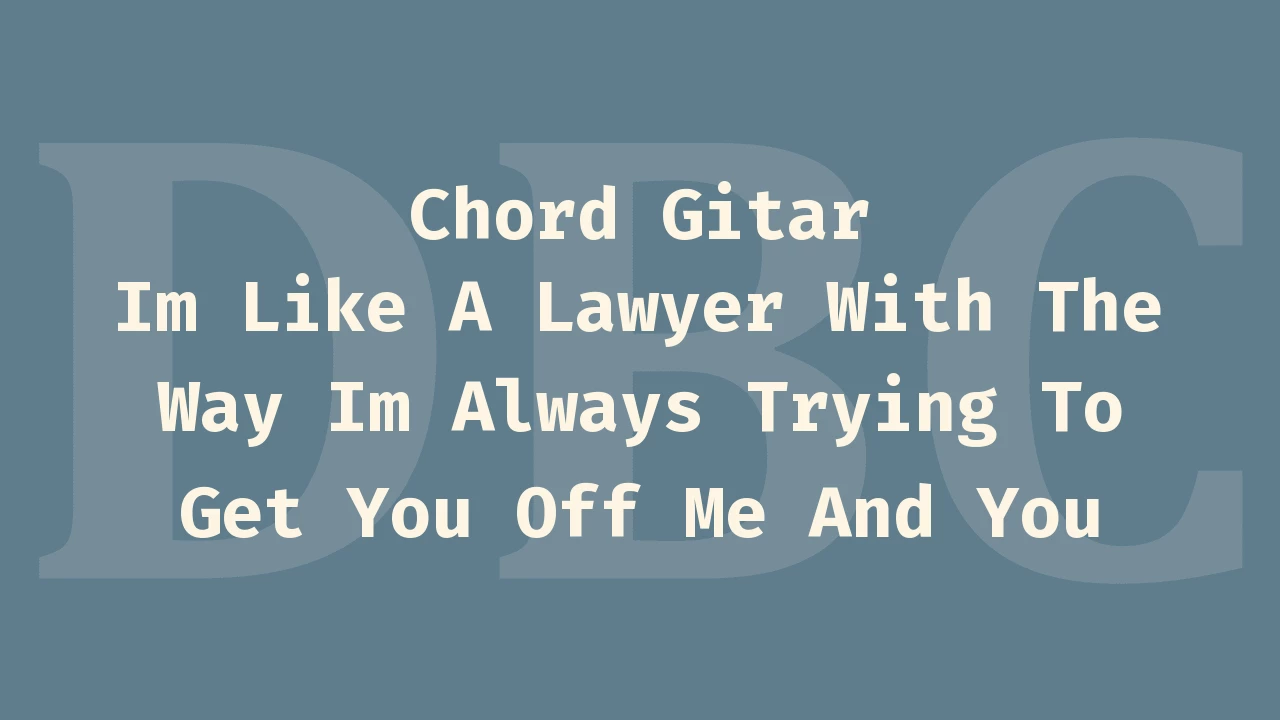 DBC
Chord Gitar
Im Like A Lawyer With The
Way Im Always Trying To
Get You Off Me And You